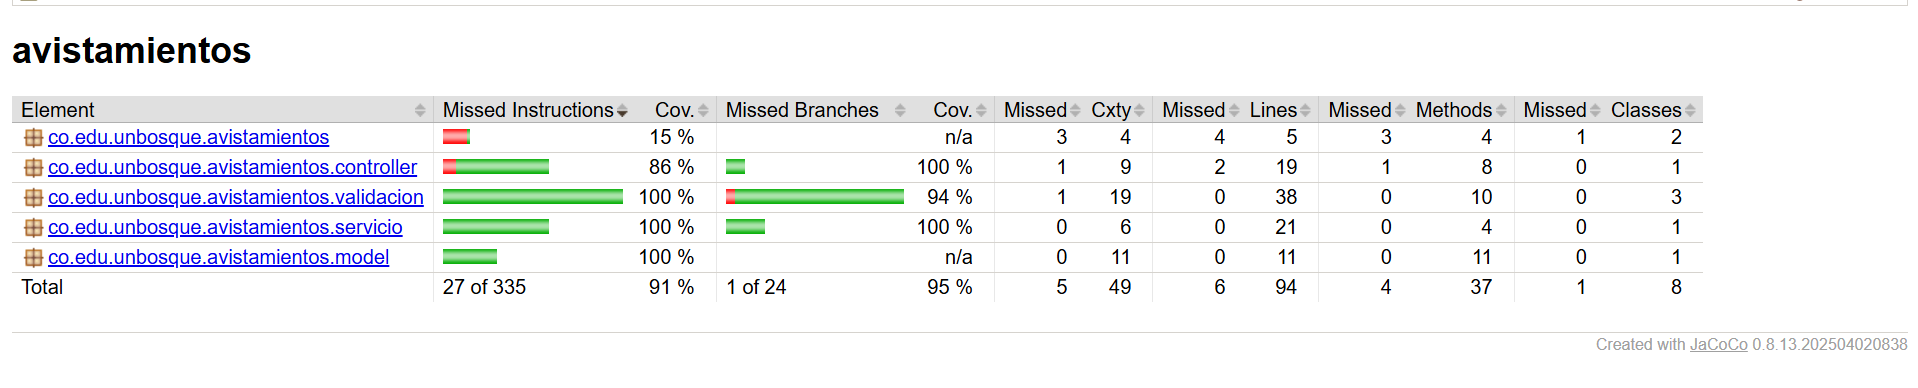 avistamientos
Element Missed Instructions Cov. Missed Branches Cov. Missed Cxty Missed Lines Missed Methods Missed Classes
co.edu.unbosque.avistamientos 15 % n/a 3 4 4 5 3 4 1 2
co.edu.unbosque.avistamientos.controller 86 % 100 % 1 9 2 19 1 8 0 1
co.edu.unbosque.avistamientos.validacion 100 % 94 % 1 19 0 38 0 10 0 3
co.edu.unbosque.avistamientos.servicio 100 % 100 % 0 6 0 21 0 4 0 1
co.edu.unbosque.avistamientos.model 100 % n/a 0 11 0 11 0 11 0 1
Total 27 of 335 91 % 1 of 24 95 % 5 49 6 94 4 37 1 8
Created with JaCoCo 0.8.13.202504020838